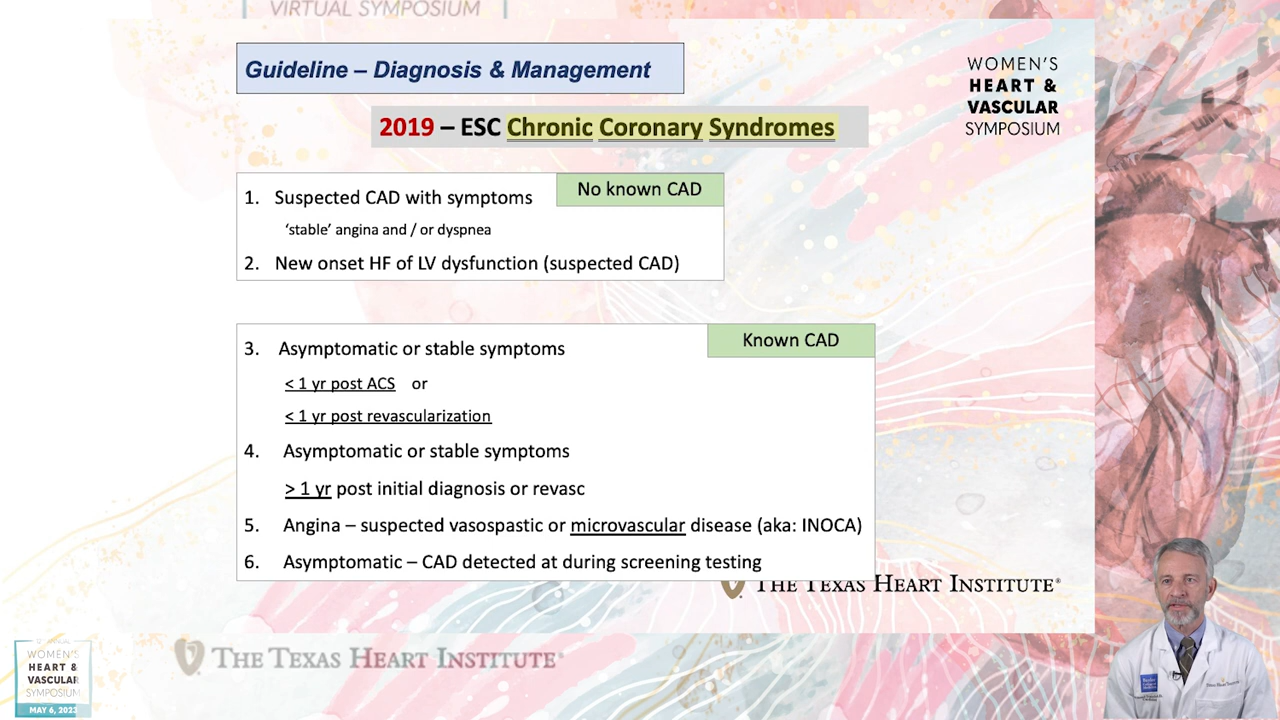 VIRTUAL SYMPOSIUM
Guideline – Diagnosis & Management
WOMEN'S
HEART &
VASCULAR
SYMPOSIUM
2019 – ESC Chronic Coronary Syndromes
No known CAD
1. Suspected CAD with symptoms
‘stable’ angina and / or dyspnea
2. New onset HF of LV dysfunction (suspected CAD)
Known CAD
3. Asymptomatic or stable symptoms
< 1 yr post ACS or
< 1 yr post revascularization
4. Asymptomatic or stable symptoms
> 1 yr post initial diagnosis or revasc
5. Angina – suspected vasospastic or microvascular disease (aka: INOCA)
6. Asymptomatic – CAD detected at during screening testing
THE TEXAS HEART INSTITUTE®
THE TEXAS HEART INSTITUTE®
WOMEN'S
HEART &
VASCULAR
SYMPOSIUM
MAY 6, 2023